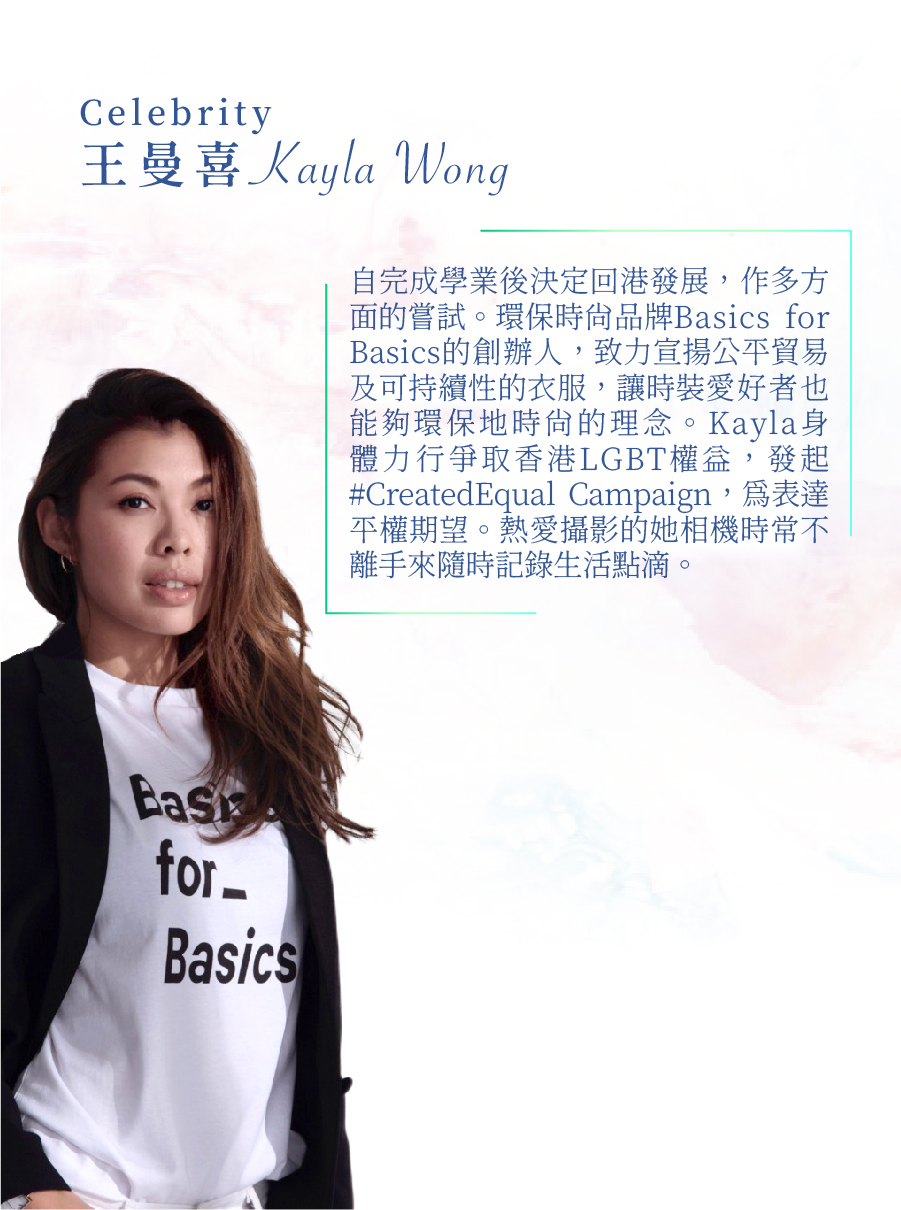 Celebrity
王曼喜 Kayla Wong
自完成學業後決定回港發展，作多方
面的嘗試。環保時尚品牌Basics for
Basics的創辦人，致力宣揚公平貿易
及可持續性的衣服，讓時裝愛好者也
能夠環保地時尚的理念。Kayla身
體力行爭取香港LGBT權益，發起
#CreatedEqual Campaign，為表達
平權期望。熱愛攝影的她相機時常不
離手來隨時記錄生活點滴。
for_
Basics